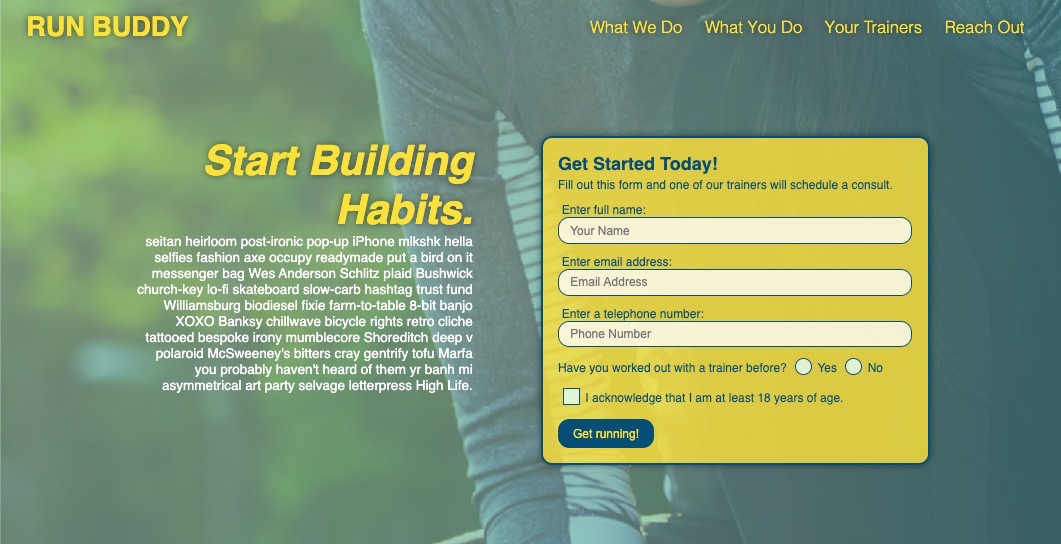 RUN BUDDY
What We Do What You Do Your Trainers Reach Out
Start Building
Habits.
seitan heirloom post-ironic pop-up iPhone mlkshk hella
selfies fashion axe occupy readymade put a bird on it
messenger bag Wes Anderson Schlitz plaid Bushwick
church-key lo-fi skateboard slow-carb hashtag trust fund
Williamsburg biodiesel fixie farm-to-table 8-bit banjo
XOXO Banksy chillwave bicycle rights retro cliche
tattooed bespoke irony mumblecore Shoreditch deep v
polaroid McSweeney's bitters cray gentrify tofu Marfa
you probably haven't heard of them yr banh mi
asymmetrical art party selvage letterpress High Life.
Get Started Today!
Fill out this form and one of our trainers will schedule a consult.
Enter full name:
Your Name
Enter email address:
Email Address
Enter a telephone number:
Phone Number
Have you worked out with a trainer before? Yes No
I acknowledge that I am at least 18 years of age.
Get running!